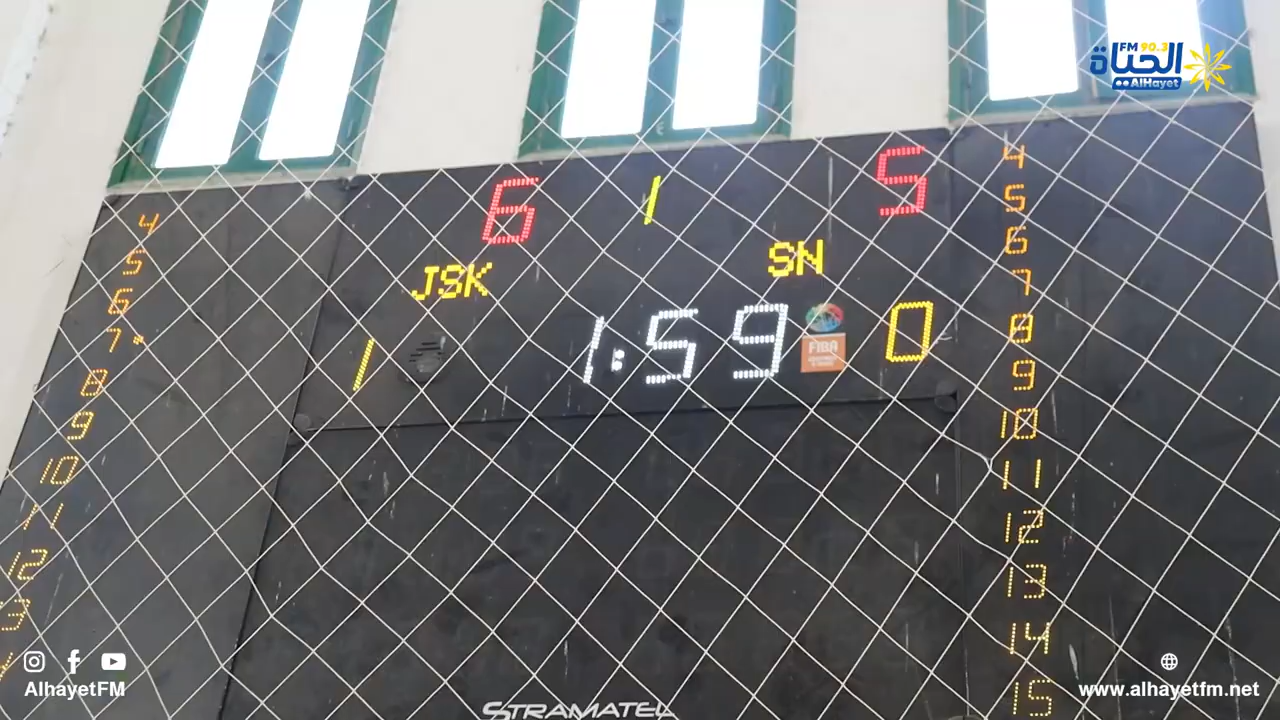 FM 90.3
الحياة
AlHayet
6 1 5
JSK SN
1 1:59 0
FIBA
4
5
6
7
8
9
10
11
12
13
4
5
6
7
8
9
10
11
12
13
14
15
STRAMATEL
AlhayetFM
www.alhayetfm.net